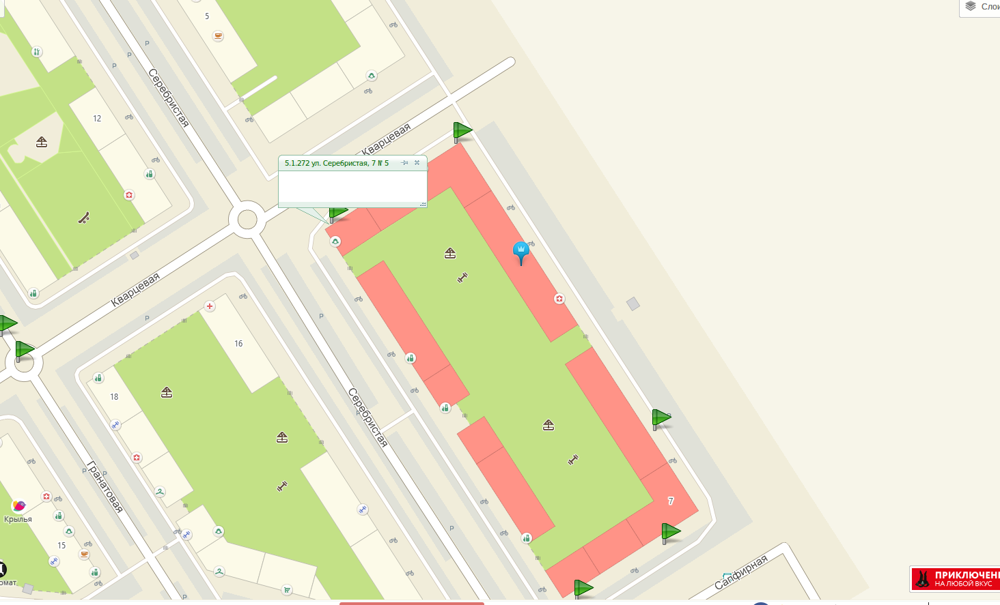 Слои
5
P
P
P
Серебристая
12
Кварцевая
5.1.272 ул. Серебристая, 7 № 5
Кварцевая
P
P
16
18
Серебристая
P
P
Гранатовая
P
P
7
Крылья
P
15
Сапфирная
ПРИКЛЮЧЕН
НА ЛЮБОЙ ВКУС
омат
P